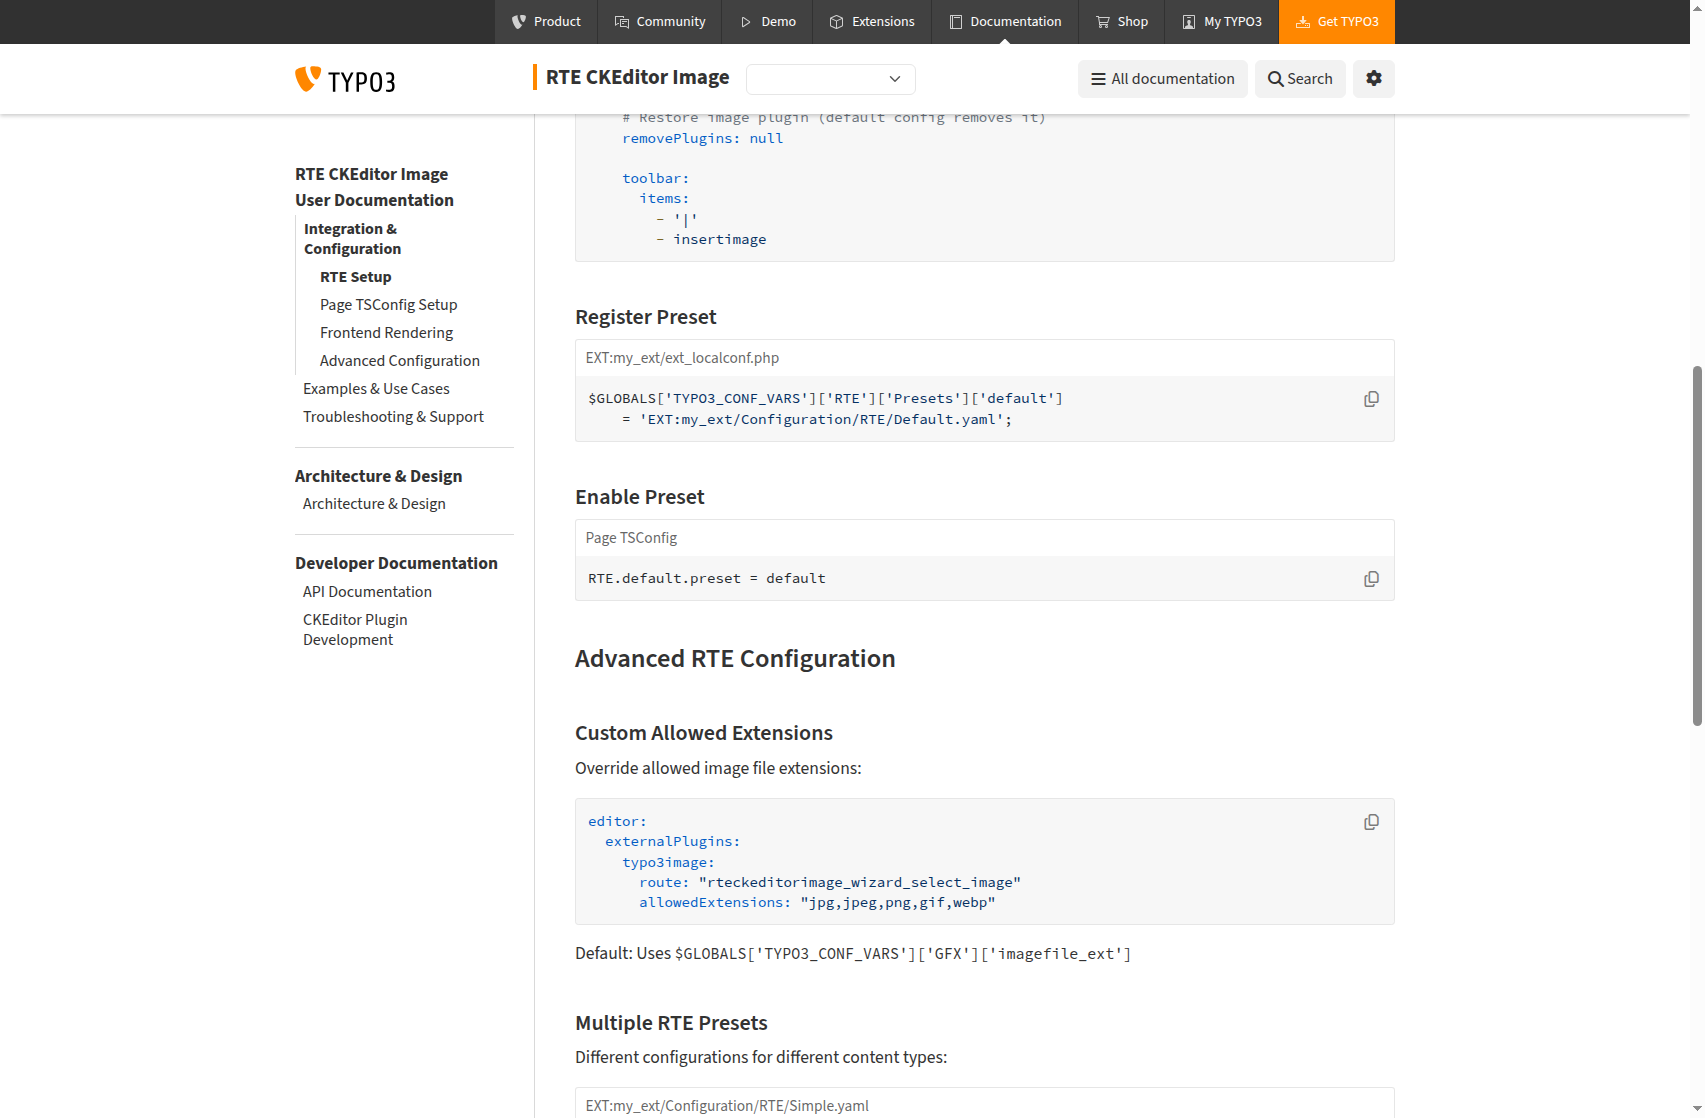 Product
Community
Demo
Extensions
Documentation
Shop
My TYPO3
Get TYPO3
TYPO3
RTE CKEditor Image
All documentation
Search
RTE CKEditor Image
User Documentation
Integration &
Configuration
RTE Setup
Page TSConfig Setup
Frontend Rendering
Advanced Configuration
Examples & Use Cases
Troubleshooting & Support
Architecture & Design
Architecture & Design
Developer Documentation
API Documentation
CKEditor Plugin
Development
# Restore image plugin (default config removes it)
removePlugins: null
toolbar:
items:
- '|'
- insertimage
Register Preset
EXT:my_ext/ext_localconf.php
$GLOBALS['TYPO3_CONF_VARS']['RTE']['Presets']['default']
= 'EXT:my_ext/Configuration/RTE/Default.yaml';
Enable Preset
Page TSConfig
RTE.default.preset = default
Advanced RTE Configuration
Custom Allowed Extensions
Override allowed image file extensions:
editor:
externalPlugins:
typo3image:
route: "rteckeditorimage_wizard_select_image"
allowedExtensions: "jpg,jpeg,png,gif,webp"
Default: Uses $GLOBALS['TYPO3_CONF_VARS']['GFX']['imagefile_ext']
Multiple RTE Presets
Different configurations for different content types:
EXT:my_ext/Configuration/RTE/Simple.yaml